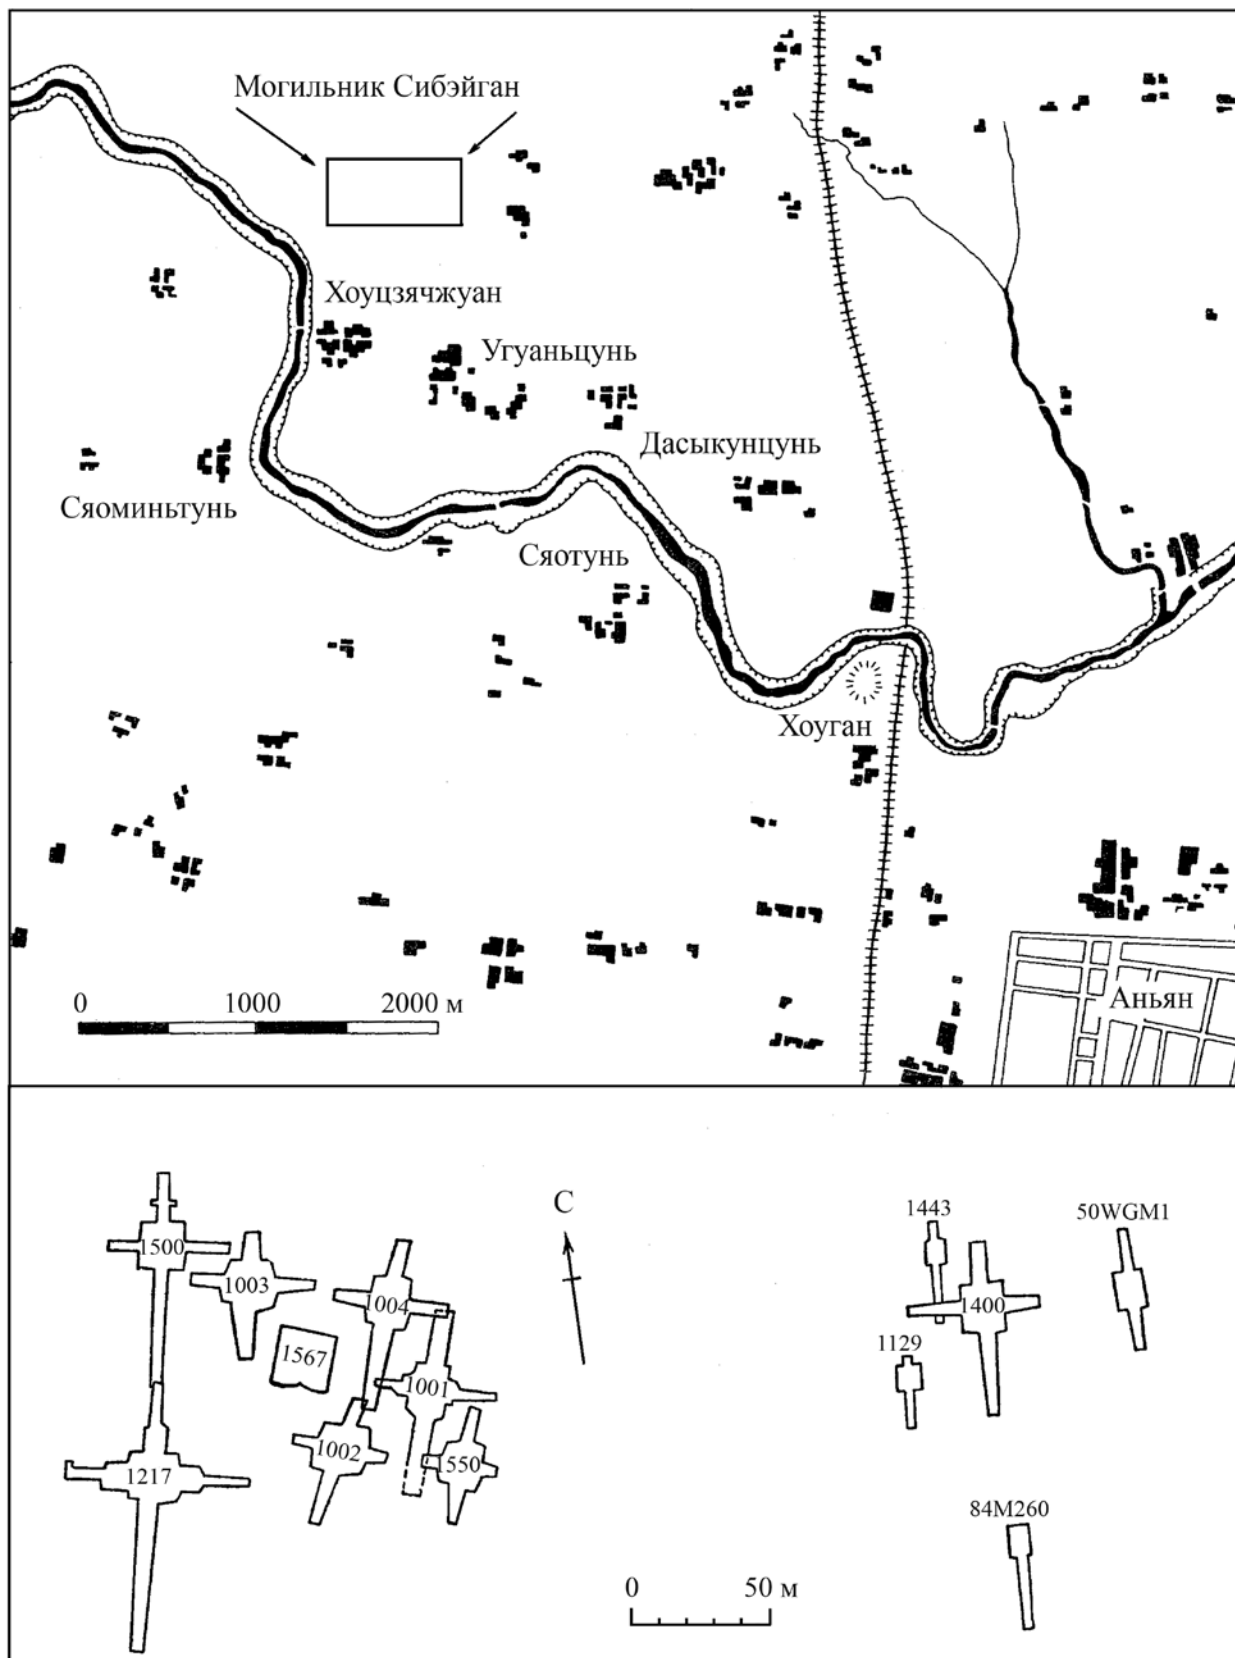 Могильник Сибэйган
Хоуцзячжуан
Угуаньцунь
Дасыкунцунь
Сяоминьтунь
Сяотунь
Хоуган
0 1000 2000 м
Аньян
С
1443
50WGM1
1500
1003
1004
1400
1567
1129
1001
1002
550
1217
84M260
0 50 м